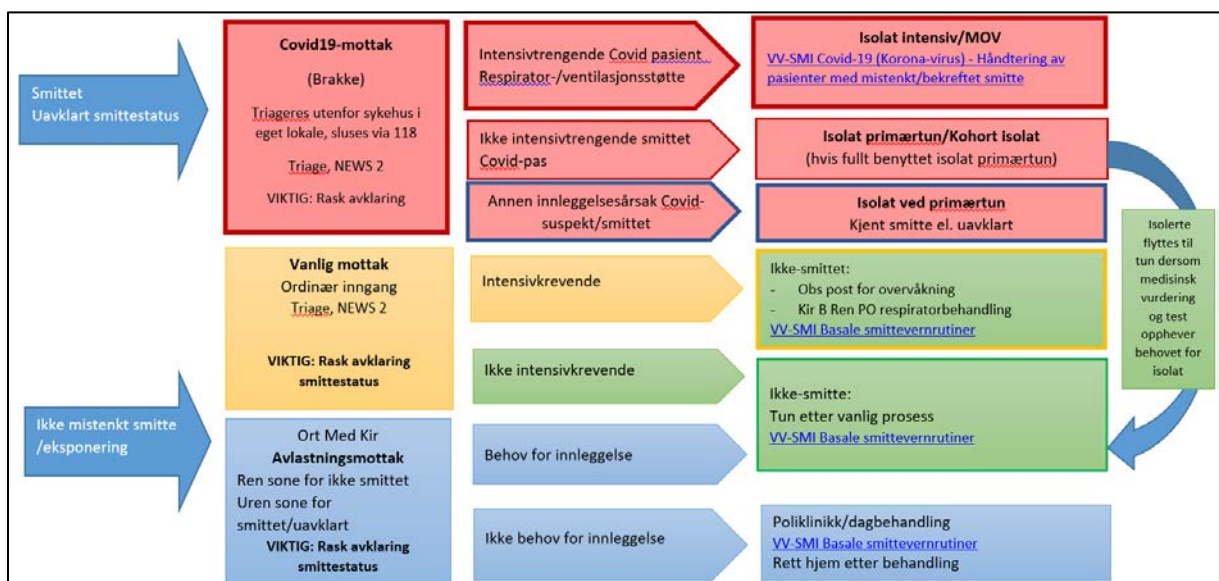 Smittet
Uavklart smittestatus
Covid19-mottak
(Brakke)
Triageres utenfor sykehus i
eget lokale, sluses via 118
Triage, NEWS 2
VIKTIG: Rask avklaring
Intensivtrengende Covid pasient
Respirator-/ventilasjonsstøtte
Isolat intensiv/MOV
VV-SMI Covid-19 (Korona-virus) - Håndtering av
pasienter med mistenkt/bekreftet smitte
Ikke intensivtrengende smittet
Covid-pas
Isolat primærtun/Kohort isolat
(hvis fullt benyttet isolat primærtun)
Annen innleggelsesårsak Covid-
suspekt/smittet
Isolat ved primærtun
Kjent smitte el. uavklart
Isolerte
flyttes til
tun dersom
medisinsk
vurdering
og test
opphever
behovet for
isolat
Ikke mistenkt smitte
/eksponering
Vanlig mottak
Ordinær inngang
Triage, NEWS 2
VIKTIG: Rask avklaring
smittestatus
Intensivkrevende
Ikke-smittet:
- Obs post for overvåkning
- Kir B Ren PO respiratorbehandling
VV-SMI Basale smittevernrutiner
Ikke intensivkrevende
Ikke-smitte:
Tun etter vanlig prosess
VV-SMI Basale smittevernrutiner
Ort Med Kir
Avlastningsmottak
Ren sone for ikke smittet
Uren sone for
smittet/uavklart
VIKTIG: Rask avklaring
smittestatus
Behov for innleggelse
Ikke behov for innleggelse
Poliklinikk/dagbehandling
VV-SMI Basale smittevernrutiner
Rett hjem etter behandling